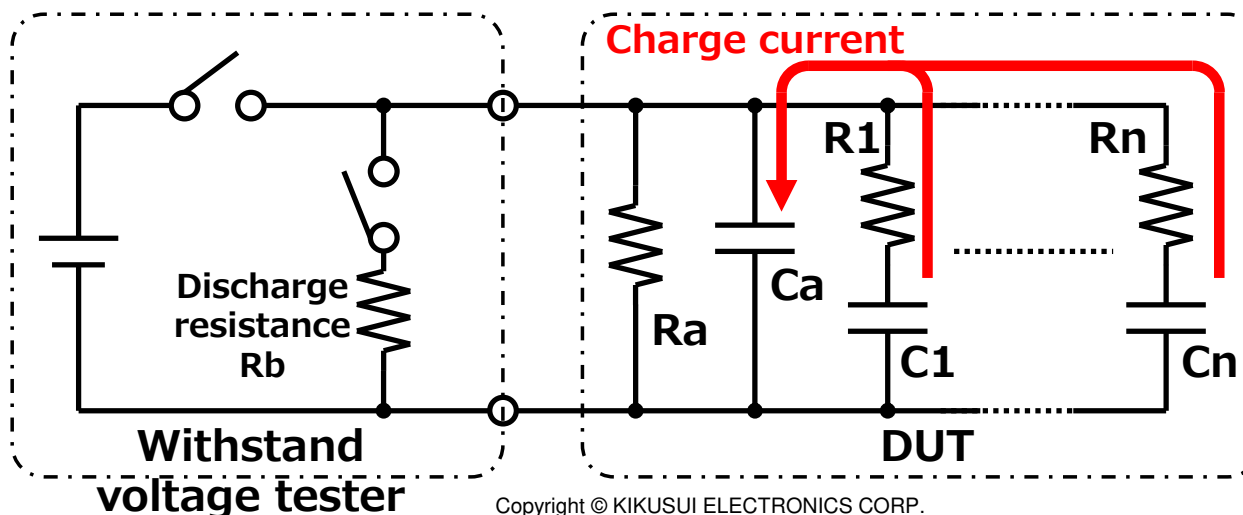 Charge current
R1
Rn
Discharge
resistance
Rb
Ra
Ca
C1
Cn
Withstand
voltage tester
DUT
Copyright © KIKUSUI ELECTRONICS CORP.